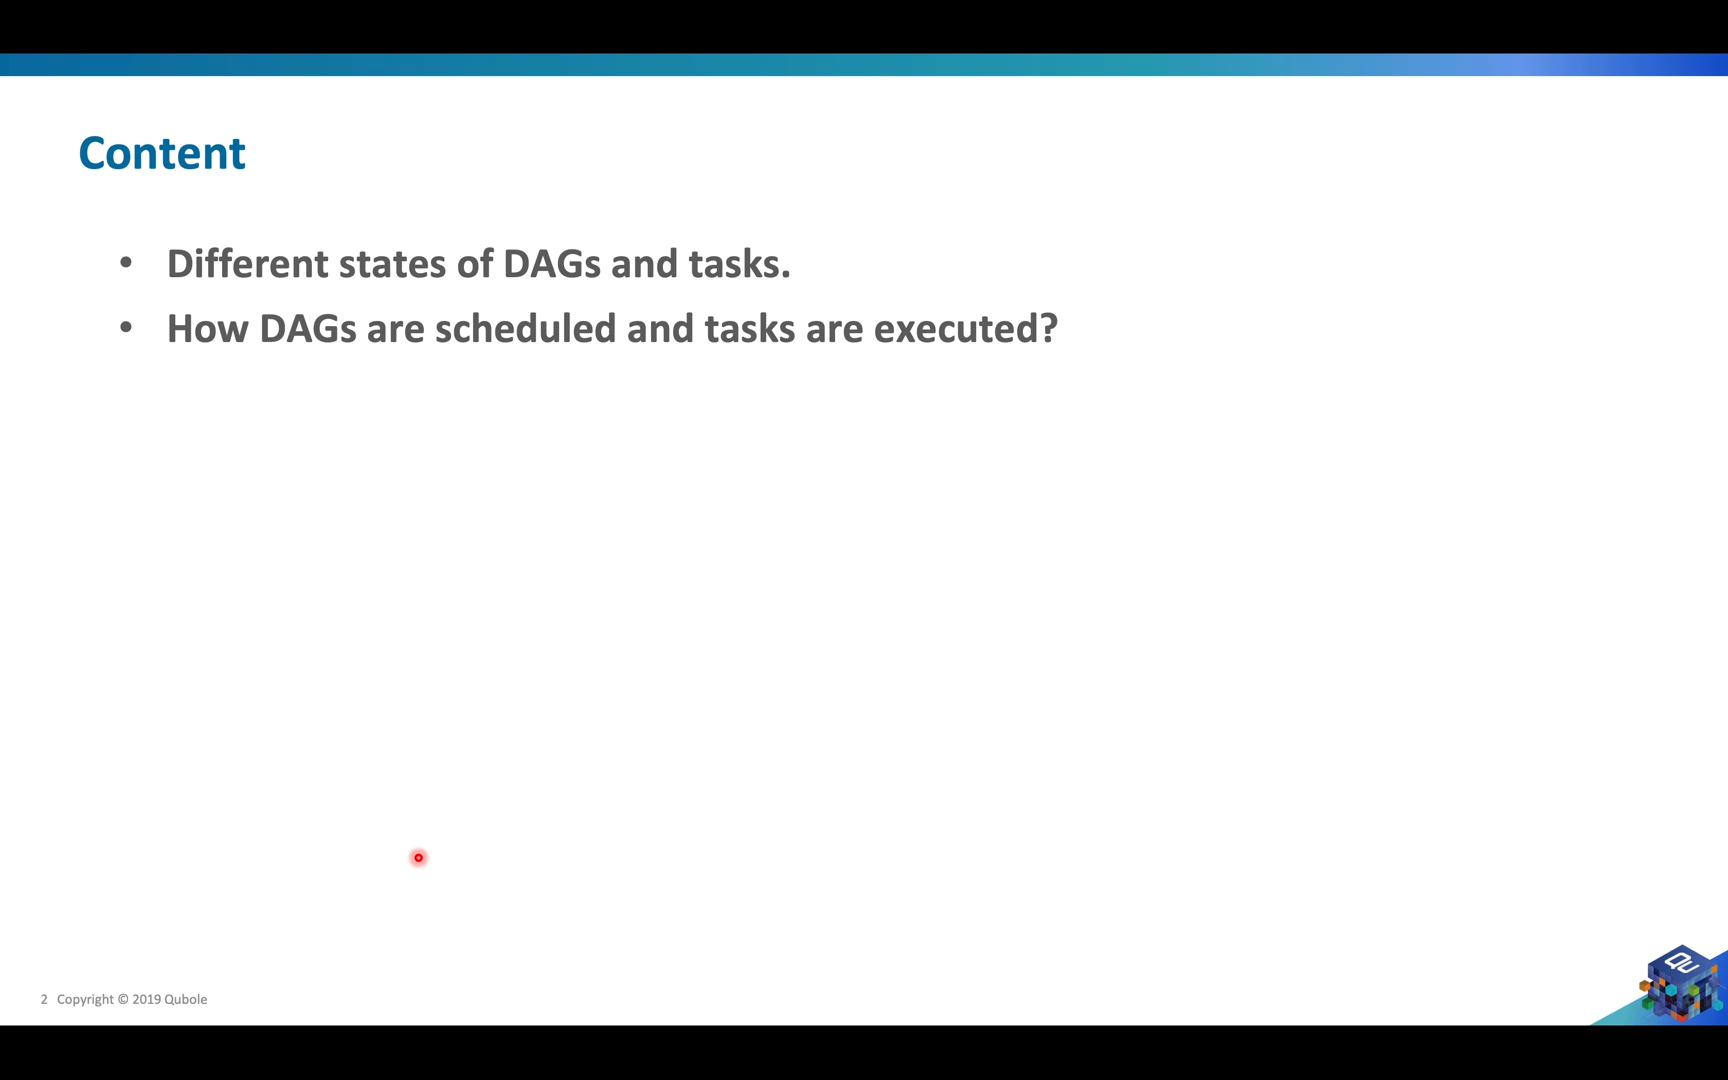 Content
• Different states of DAGs and tasks.
• How DAGs are scheduled and tasks are executed?
2 Copyright © 2019 Qubole
QU